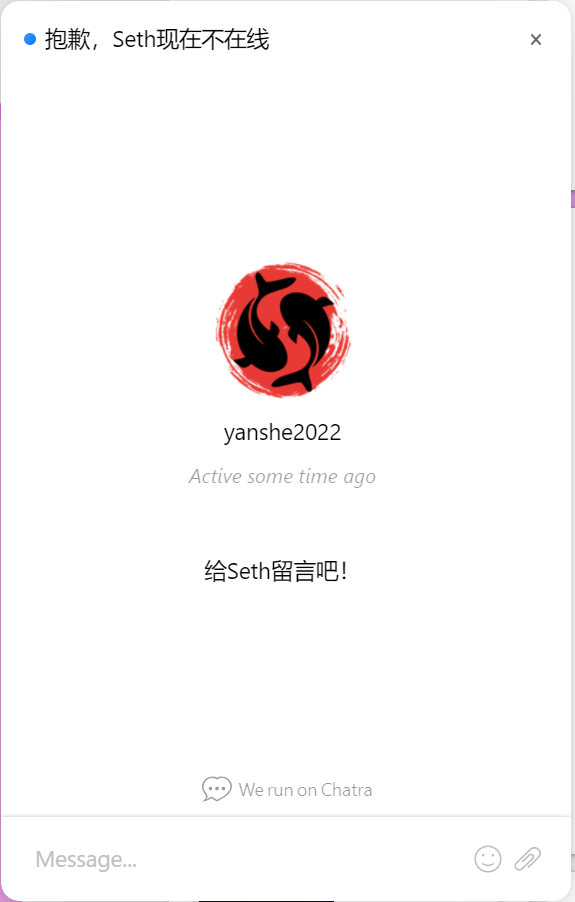 抱歉，Seth现在不在线
yanshe2022
Active some time ago
给Seth留言吧！
We run on Chatra
Message...